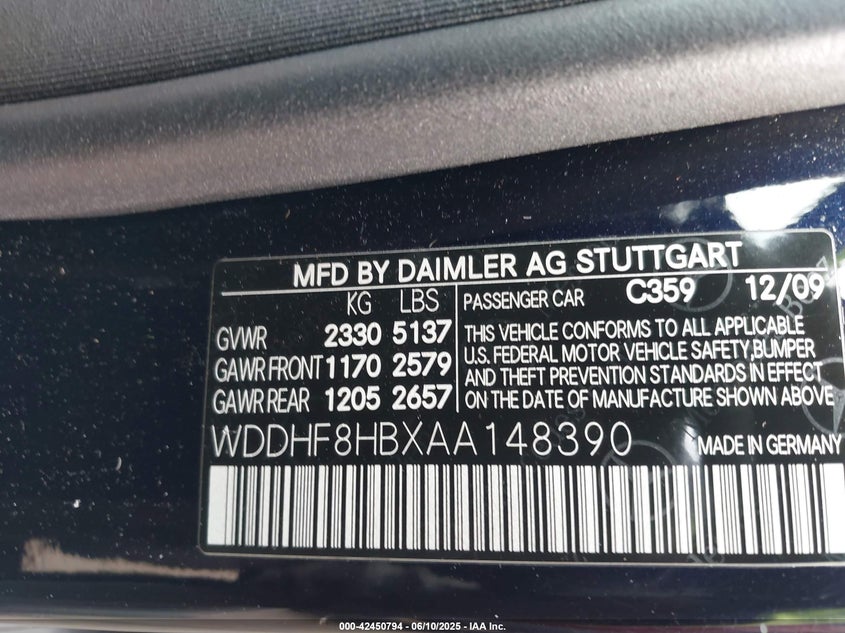 MFD BY DAIMLER AG STUTTGART
KG LBS
GVWR 2330 5137
GAWR FRONT 1170 2579
GAWR REAR 1205 2657
PASSENGER CAR C359 12/09
THIS VEHICLE CONFORMS TO ALL APPLICABLE
U.S. FEDERAL MOTOR VEHICLE SAFETY,BUMPER
AND THEFT PREVENTION STANDARDS IN EFFECT
ON THE DATE OF MANUFACTURE SHOWN ABOVE
WDDHF8HBXAA148390 MADE IN GERMANY
000-42450794 - 06/10/2025 - IAA Inc.